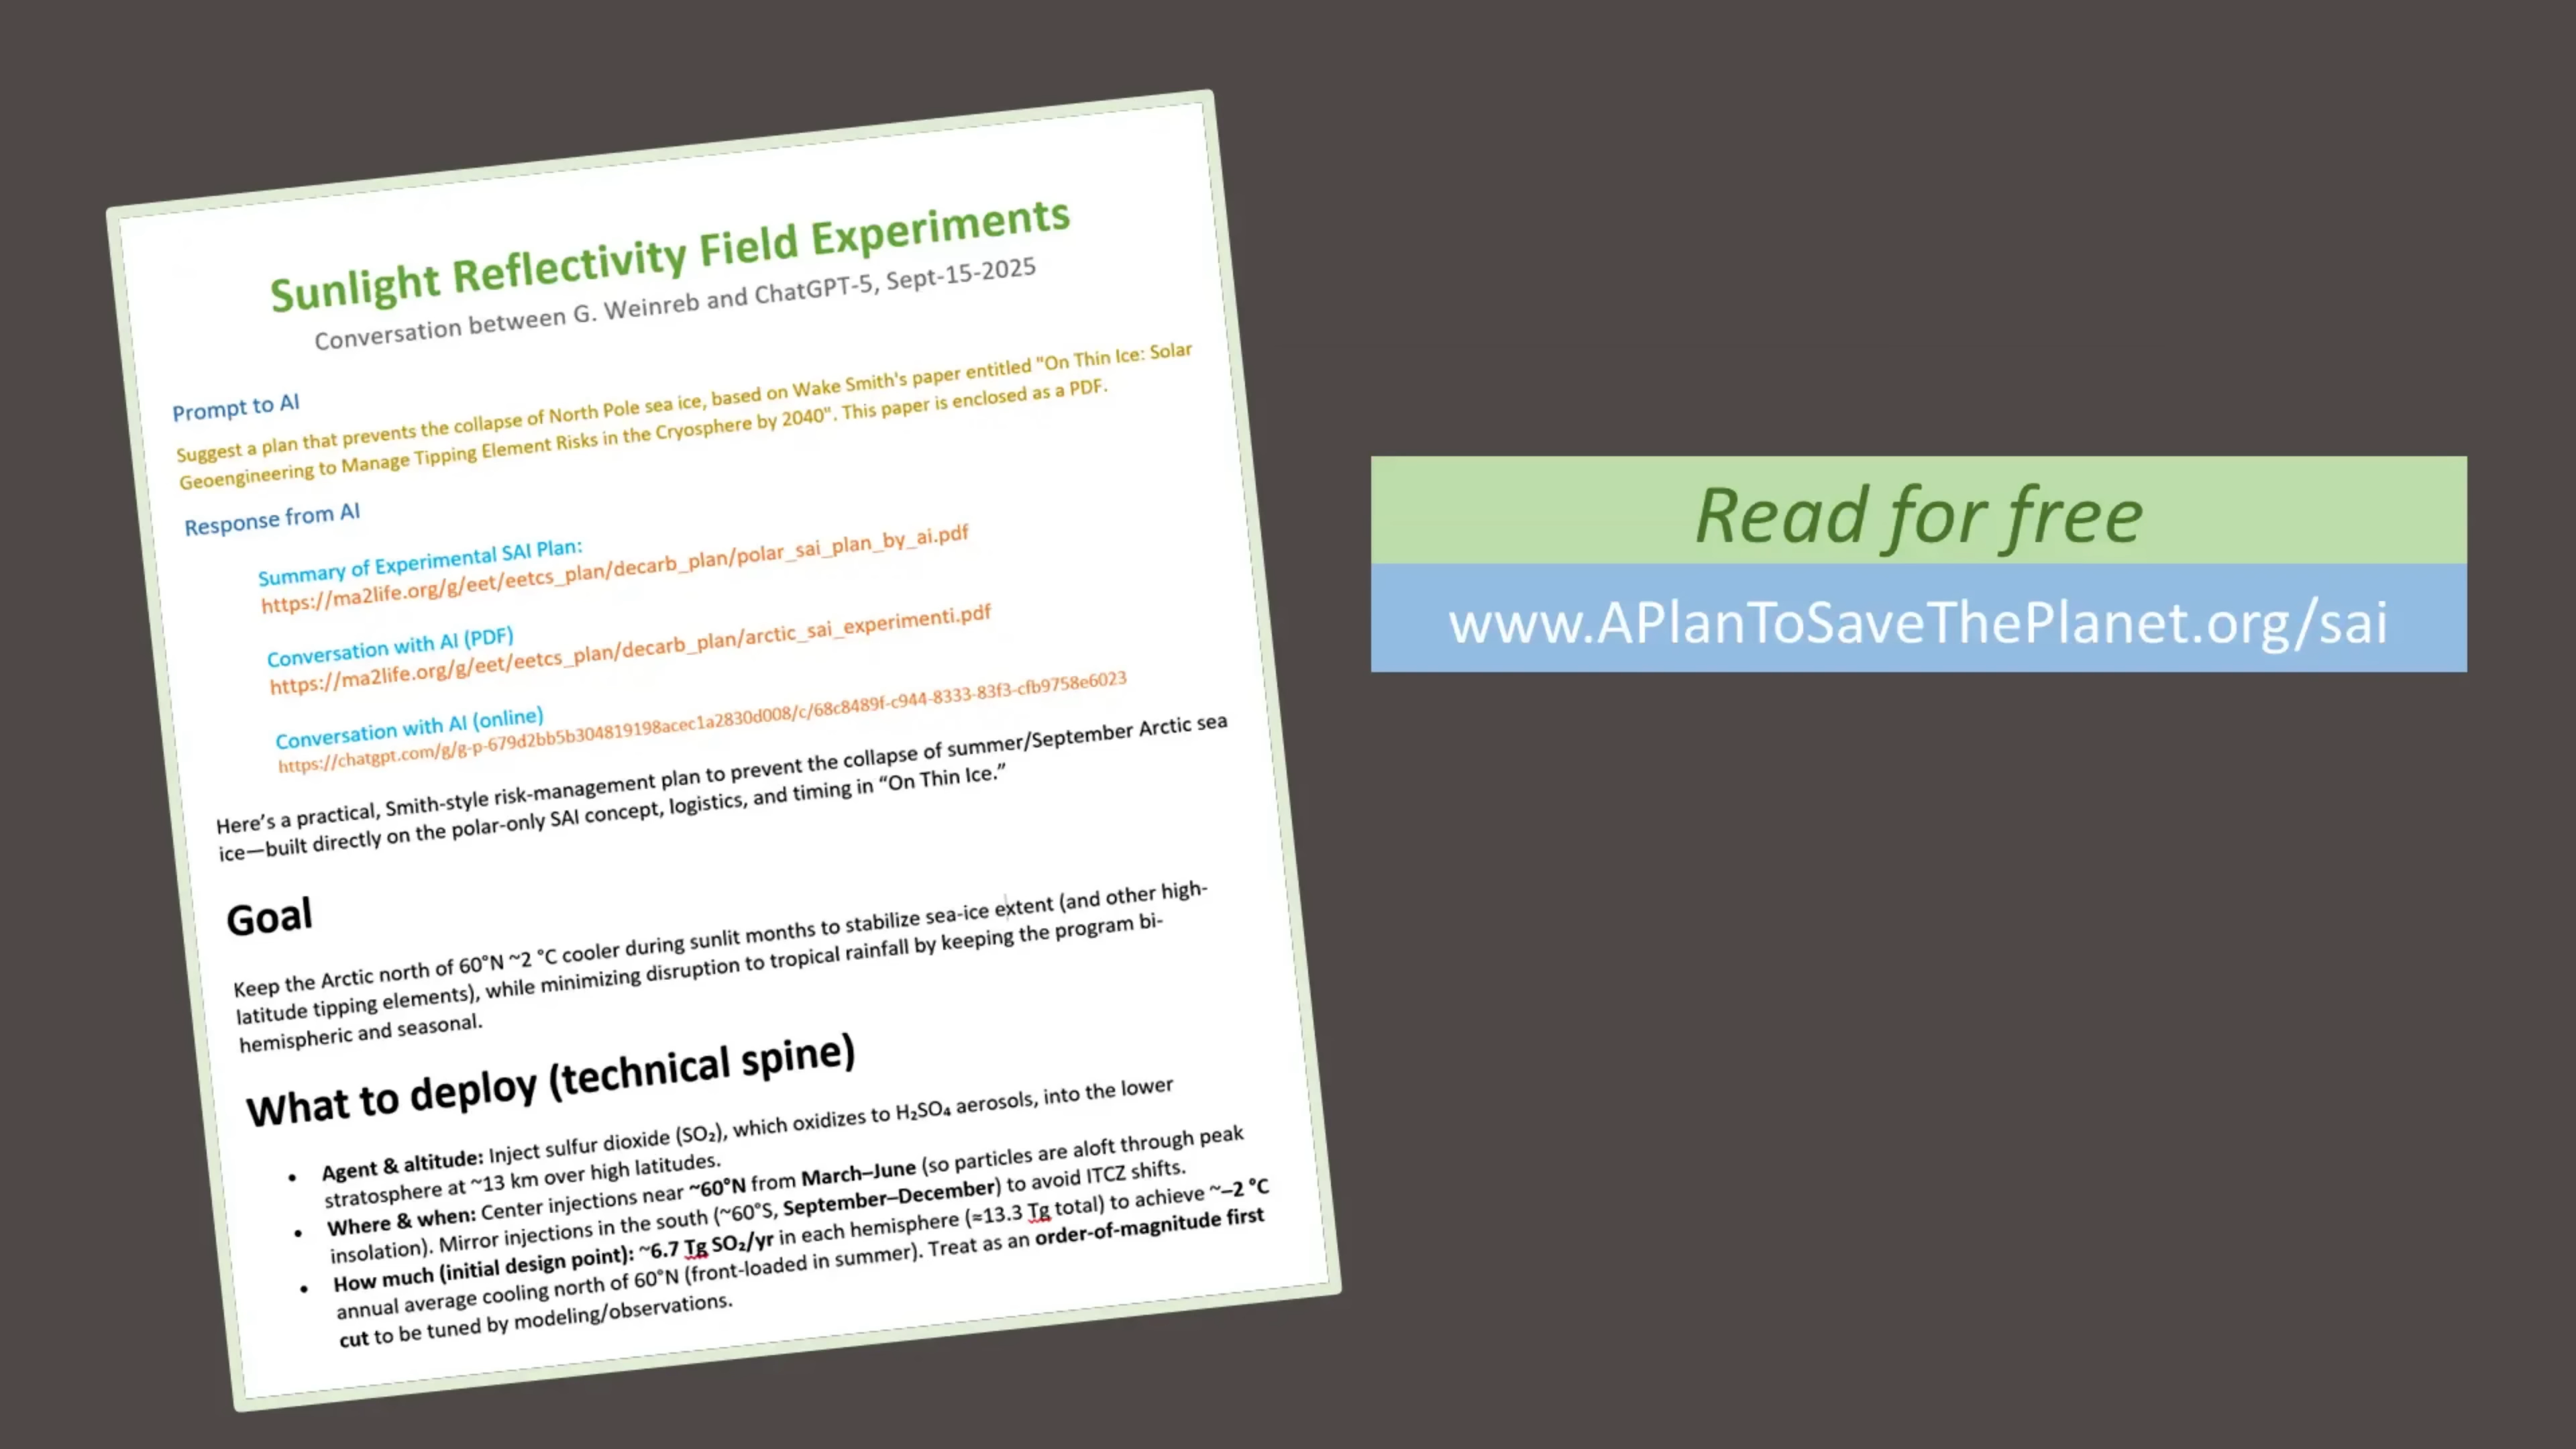 Sunlight Reflectivity Field Experiments
Conversation between G. Weinreb and ChatGPT-5, Sept-15-2025
Prompt to AI
Suggest a plan that prevents the collapse of North Pole sea ice, based on Wake Smith's paper entitled "On Thin Ice: Solar
Geoengineering to Manage Tipping Element Risks in the Cryosphere by 2040". This paper is enclosed as a PDF.
Response from AI
Summary of Experimental SAI Plan:
https://ma2life.org/g/eet/eetcs_plan/decarb_plan/polar_sai_plan_by_ai.pdf
Conversation with AI (PDF)
https://ma2life.org/g/eet/eetcs_plan/decarb_plan/arctic_sai_experimenti.pdf
Conversation with AI (online)
https://chatgpt.com/g/g-p-679d2bb5b304819198acec1a2830d008/c/68c8489f-c944-8333-83f3-cfb9758e6023
Here’s a practical, Smith-style risk-management plan to prevent the collapse of summer/September Arctic sea
ice—built directly on the polar-only SAI concept, logistics, and timing in “On Thin Ice.”
Goal
Keep the Arctic north of 60°N ~2 °C cooler during sunlit months to stabilize sea-ice extent (and other high-
latitude tipping elements), while minimizing disruption to tropical rainfall by keeping the program bi-
hemispheric and seasonal.
What to deploy (technical spine)
• Agent & altitude: Inject sulfur dioxide (SO₂), which oxidizes to H₂SO₄ aerosols, into the lower
stratosphere at ~13 km over high latitudes.
• Where & when: Center injections near ~60°N from March–June (so particles are aloft through peak
insolation). Mirror injections in the south (~60°S, September–December) to avoid ITCZ shifts.
• How much (initial design point): ~6.7 Tg SO₂/yr in each hemisphere (≈13.3 Tg total) to achieve ~–2 °C
annual average cooling north of 60°N (front-loaded in summer). Treat as an order-of-magnitude first
cut to be tuned by modeling/observations.
Read for free
www.APlanToSaveThePlanet.org/sai